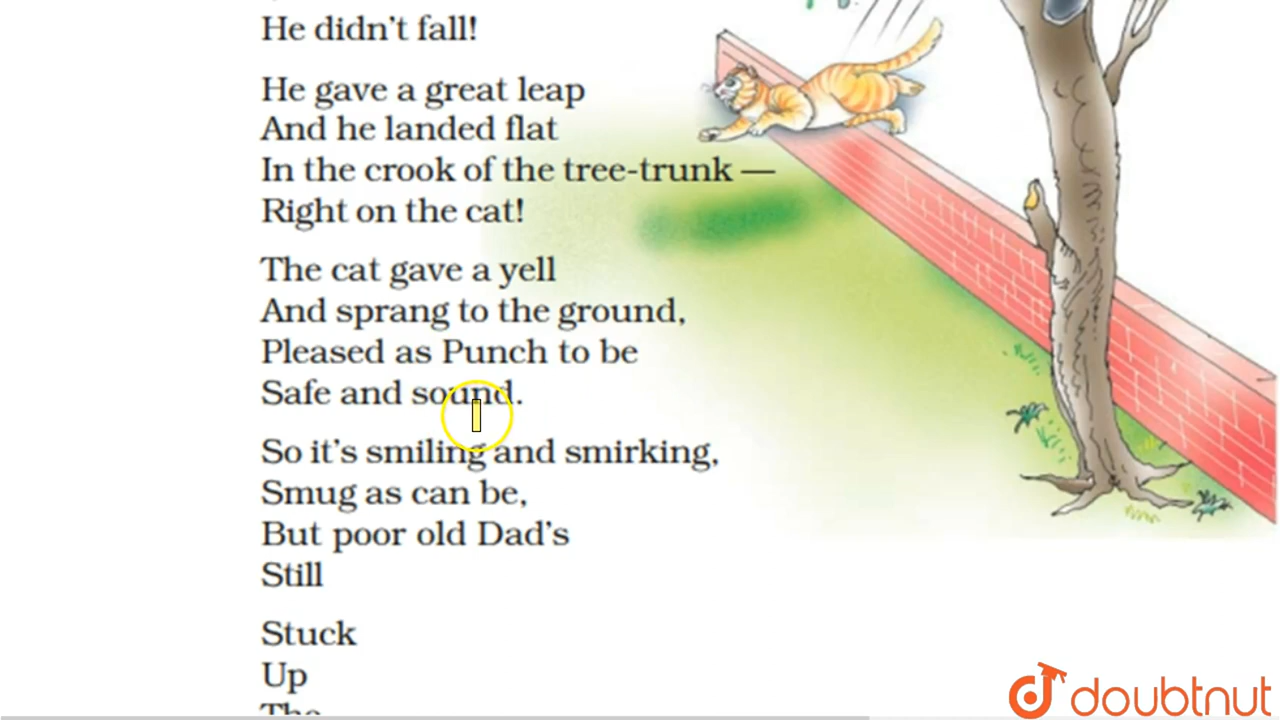 He didn't fall!
He gave a great leap
And he landed flat
In the crook of the tree-trunk —
Right on the cat!
The cat gave a yell
And sprang to the ground,
Pleased as Punch to be
Safe and sound.
So it's smiling and smirking,
Smug as can be,
But poor old Dad's
Still
Stuck
Up
The
doubtnut